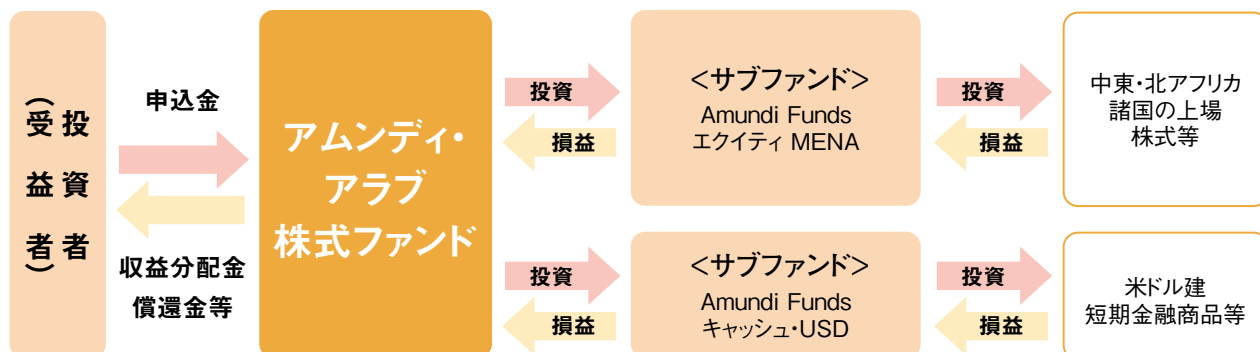 投資者
(受益者)
申込金
収益分配金
償還金等
アムンディ・
アラブ
株式ファンド
投資
損益
<サブファンド>
Amundi Funds
エクイティ MENA
投資
損益
中東・北アフリカ
諸国の上場
株式等
投資
損益
<サブファンド>
Amundi Funds
キャッシュ・USD
投資
損益
米ドル建
短期金融商品等